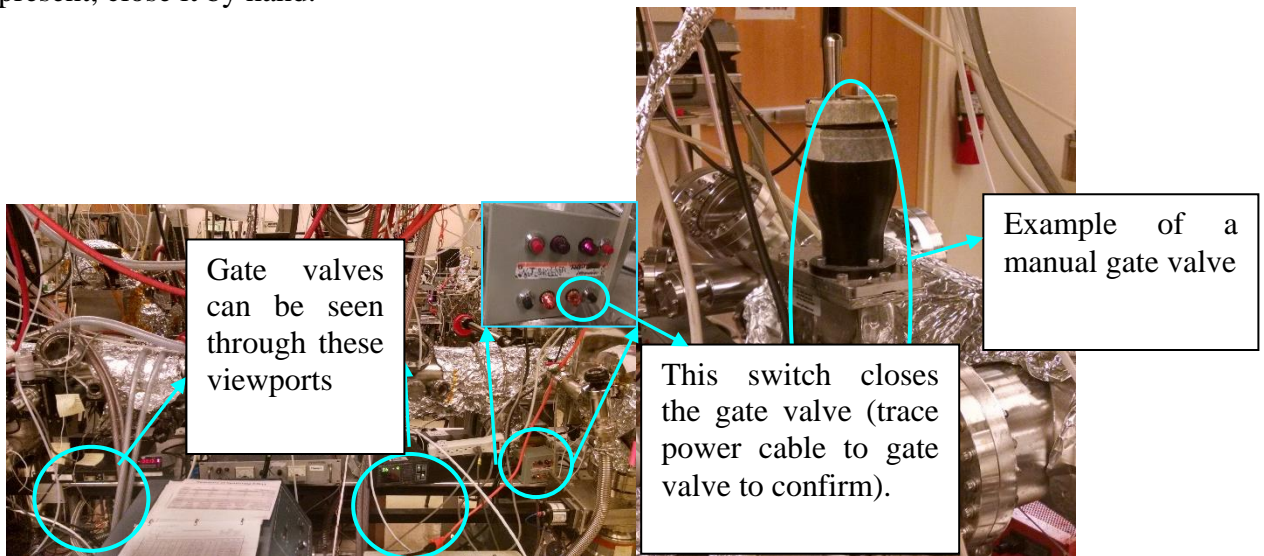 present, close it by hand.
Gate valves
can be seen
through these
viewports
This switch closes
the gate valve (trace
power cable to gate
valve to confirm).
Example of a
manual gate valve